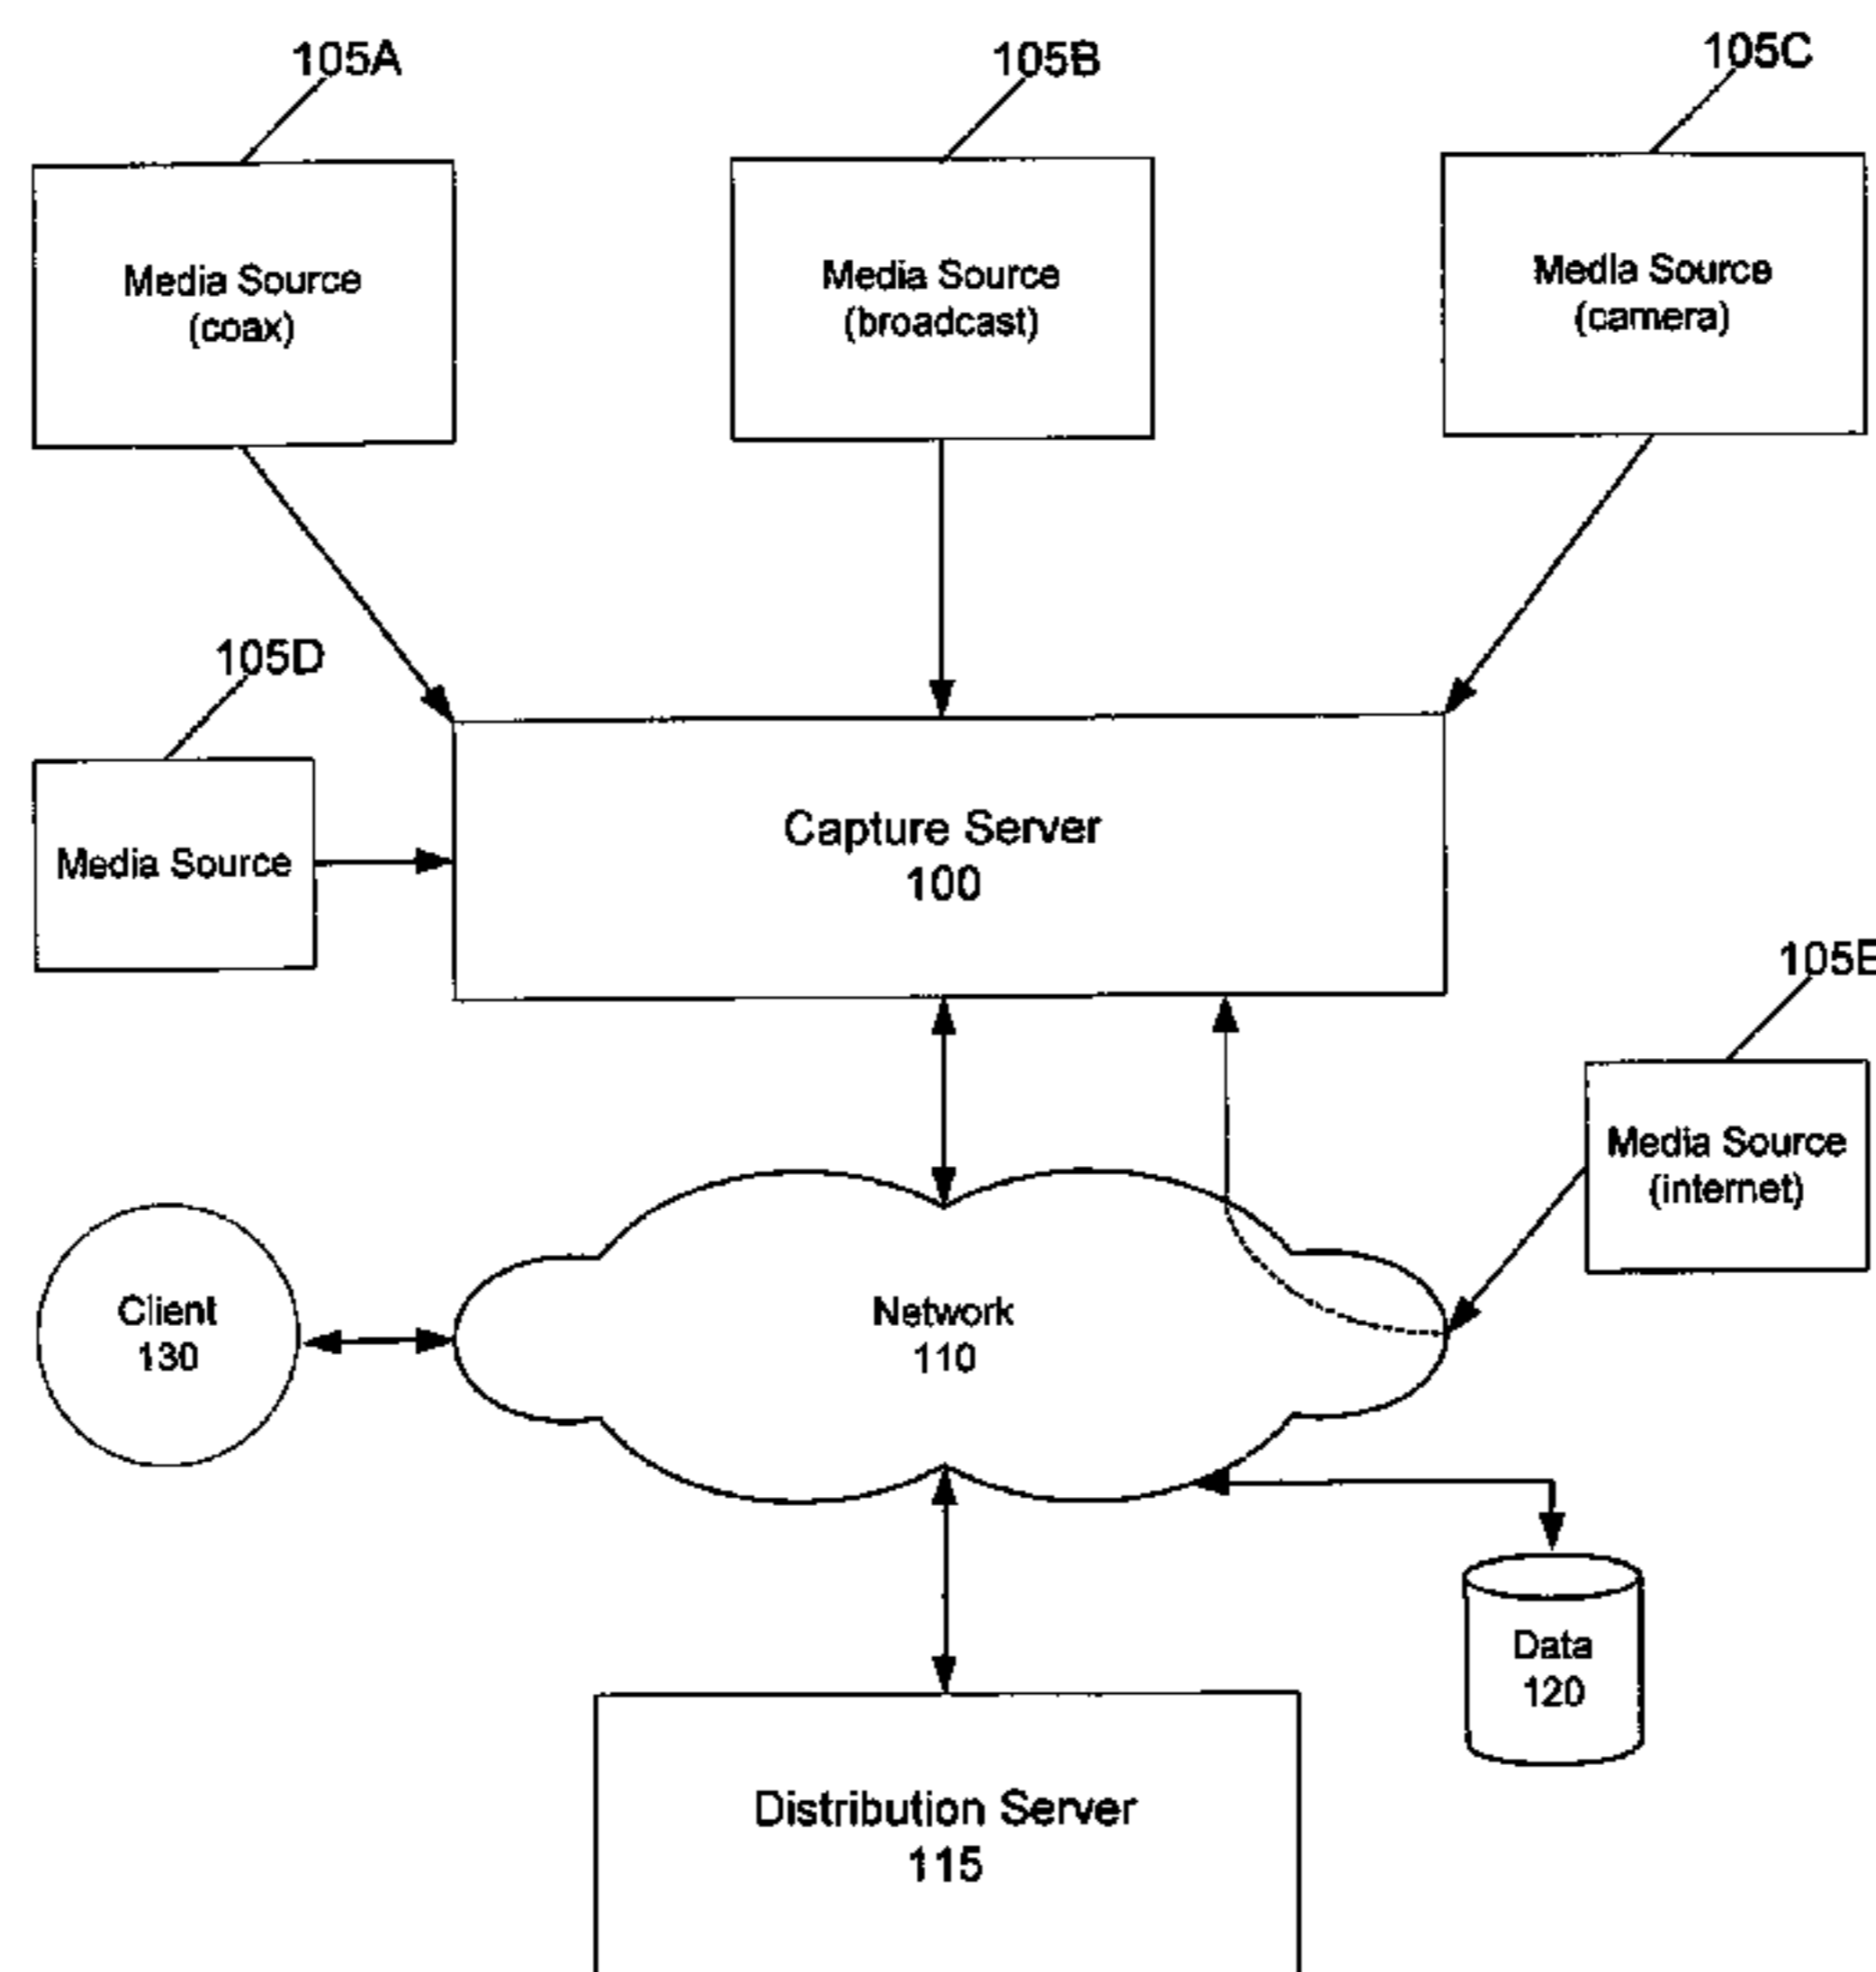 105A
105B
105C
Media Source
(coax)
Media Source
(broadcast)
Media Source
(camera)
105D
Media Source
Capture Server
100
105E
Media Source
(internet)
Client
130
Network
110
Data
120
Distribution Server
115